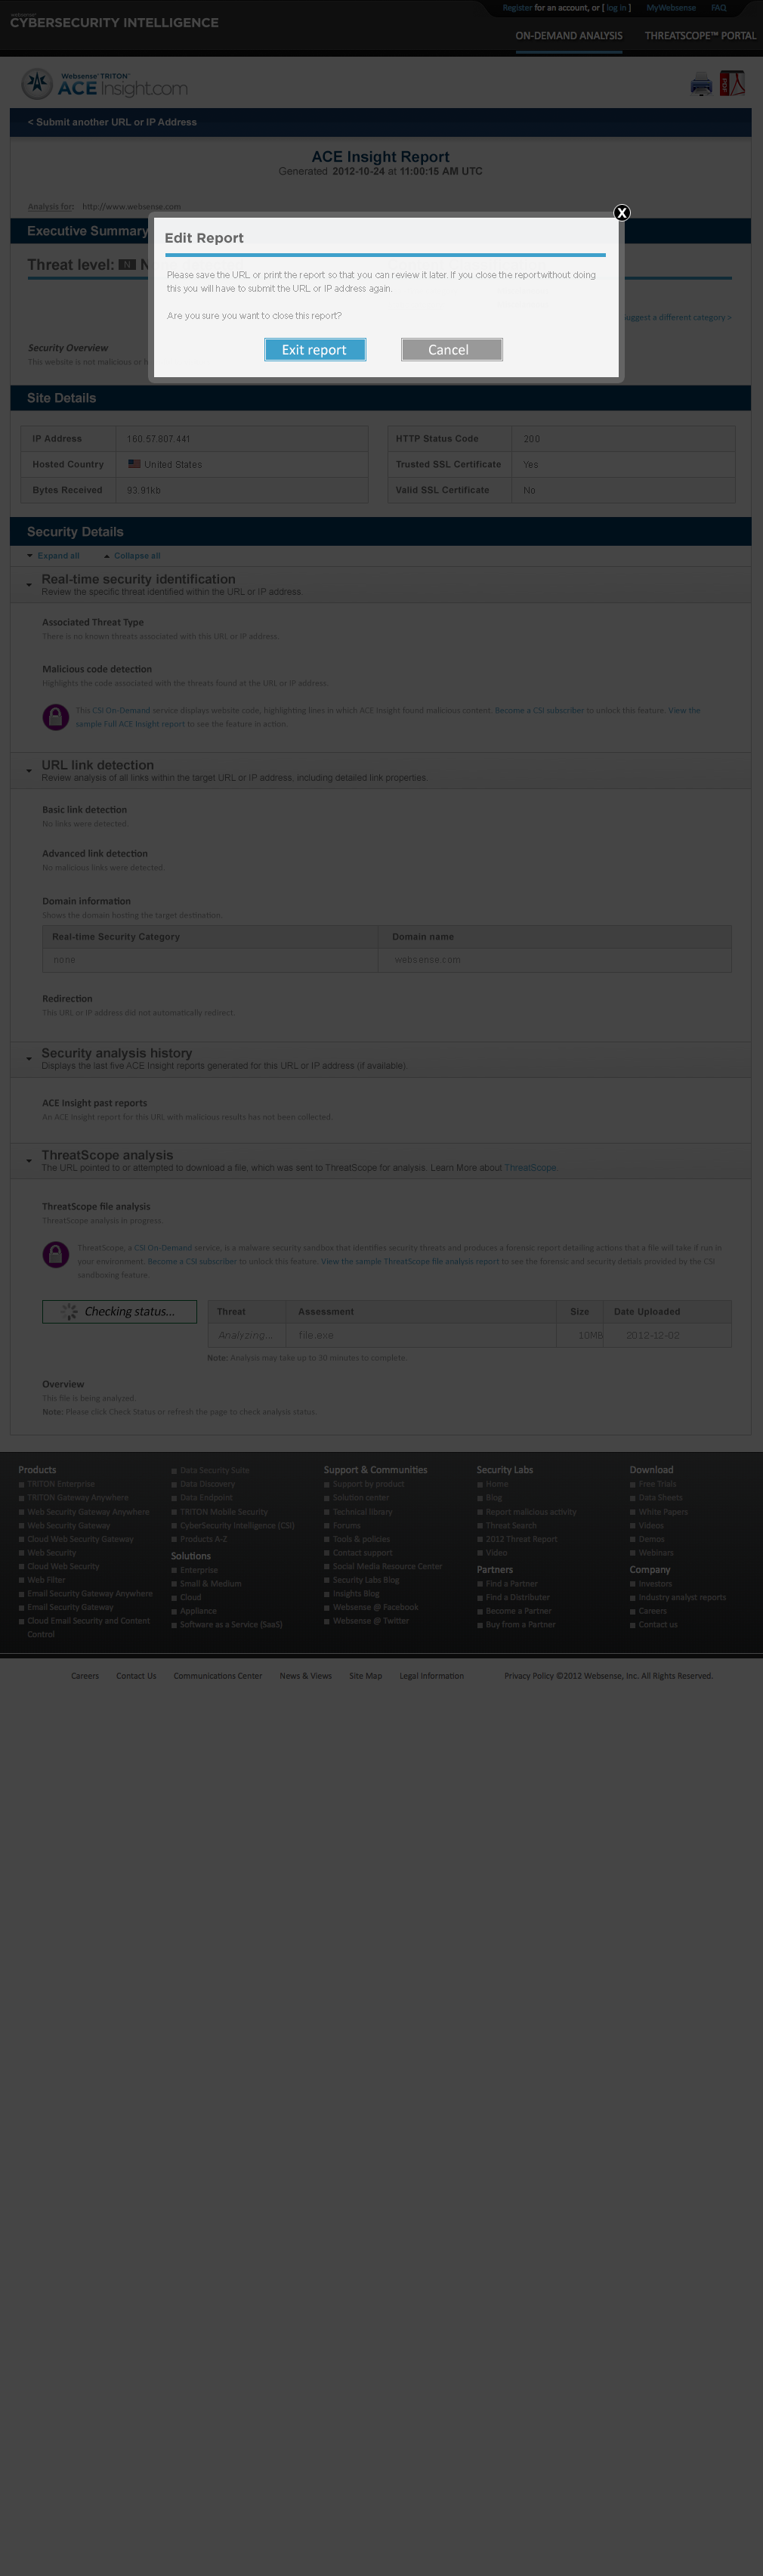 websense
CYBERSECURITY INTELLIGENCE
Register for an account, or [ log in ] MyWebsense FAQ
ON-DEMAND ANALYSIS THREATSCOPE™ PORTAL
Websense® TRITON™
ACE Insight.com
< Submit another URL or IP Address
ACE Insight Report
Generated 2012-10-24 at 11:00:15 AM UTC
Analysis for: http://www.websense.com
Executive Summary
X
Edit Report
Threat level: N N
Please save the URL or print the report so that you can review it later. If you close the reportwithout doing
this you will have to submit the URL or IP address again.
Are you sure you want to close this report?
Suggest a different category >
Exit report Cancel
Security Overview
This website is not malicious or
Site Details
IP Address 160.57.807.441
Hosted Country United States
Bytes Received 93.91kb
HTTP Status Code 200
Trusted SSL Certificate Yes
Valid SSL Certificate No
Security Details
Expand all Collapse all
Real-time security identification
Review the specific threat identified within the URL or IP address.
Associated Threat Type
There is no known threats associated with this URL or IP address.
Malicious code detection
Highlights the code associated with the threats found at the URL or IP address.
This CSI On-Demand service displays website code, highlighting lines in which ACE Insight found malicious content. Become a CSI subscriber to unlock this feature. View the
sample Full ACE Insight report to see the feature in action.
URL link detection
Review analysis of all links within the target URL or IP address, including detailed link properties.
Basic link detection
No links were detected.
Advanced link detection
No malicious links were detected.
Domain information
Shows the domain hosting the target destination.
Real-time Security Category Domain name
none websense.com
Redirection
This URL or IP address did not automatically redirect.
Security analysis history
Displays the last five ACE Insight reports generated for this URL or IP address (if available).
ACE Insight past reports
An ACE Insight report for this URL with malicious results has not been collected.
ThreatScope analysis
The URL pointed to or attempted to download a file, which was sent to ThreatScope for analysis. Learn More about ThreatScope.
ThreatScope file analysis
ThreatScope analysis in progress.
ThreatScope, a CSI On-Demand service, is a malware security sandbox that identifies security threats and produces a forensic report detailing actions that a file will take if run in
your environment. Become a CSI subscriber to unlock this feature. View the sample ThreatScope file analysis report to see the forensic and security details provided by the CSI
sandboxing feature.
Checking status...
Threat Assessment Size Date Uploaded
Analyzing... file.exe 10MB 2012-12-02
Note: Analysis may take up to 30 minutes to complete.
Overview
This file is being analyzed.
Note: Please click Check Status or refresh the page to check analysis status.
Products
TRITON Enterprise
TRITON Gateway Anywhere
Web Security Gateway Anywhere
Web Security Gateway
Cloud Web Security Gateway
Web Security
Cloud Web Security
Web Filter
Email Security Gateway Anywhere
Email Security Gateway
Cloud Email Security and Content
Control
Data Security Suite
Data Discovery
Data Endpoint
TRITON Mobile Security
CyberSecurity Intelligence (CSI)
Products A-Z
Solutions
Enterprise
Small & Medium
Cloud
Appliance
Software as a Service (SaaS)
Support & Communities
Support by product
Solution center
Technical library
Forums
Tools & policies
Contact support
Social Media Resource Center
Security Labs Blog
Insights Blog
Websense @ Facebook
Websense @ Twitter
Security Labs
Home
Blog
Report malicious activity
Threat Search
2012 Threat Report
Video
Partners
Find a Partner
Find a Distributer
Become a Partner
Buy from a Partner
Download
Free Trials
Data Sheets
White Papers
Videos
Demos
Webinars
Company
Investors
Industry analyst reports
Careers
Contact us
Careers Contact Us Communications Center News & Views Site Map Legal Information Privacy Policy ©2012 Websense, Inc. All Rights Reserved.